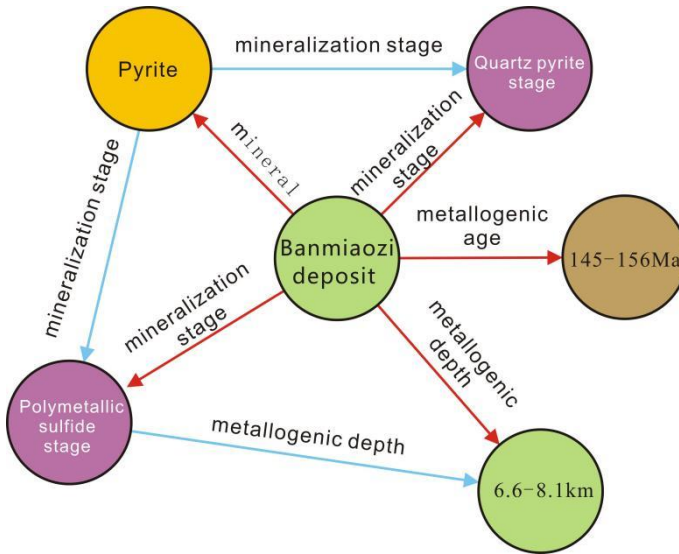 mineralization stage
Pyrite
Quartz pyrite
stage
mineralization stage
mineral
mineralization
stage
Banmiaozi
deposit
metallogenic
age
145-156Ma
mineralization
stage
metallogenic
depth
Polymetallic
sulfide
stage
metallogenic depth
6.6-8.1km